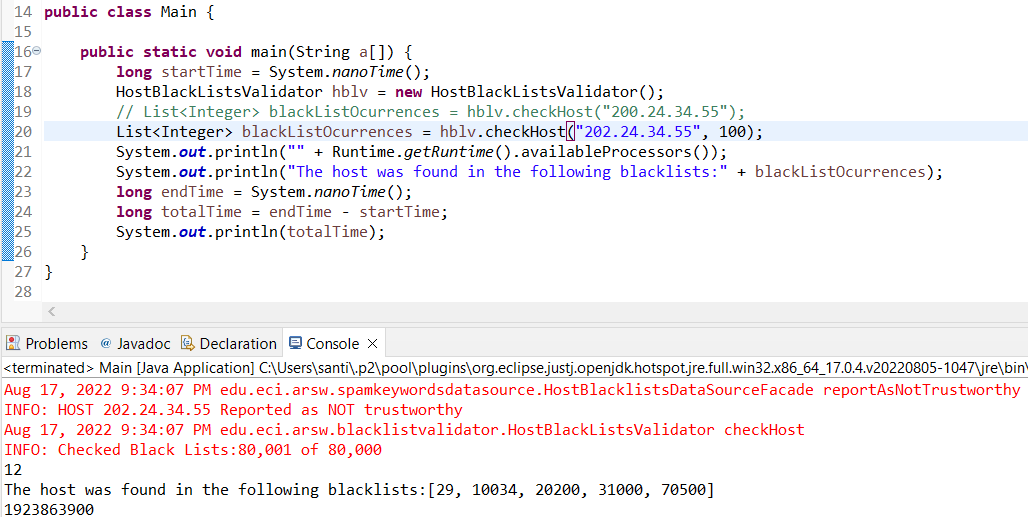 14 public class Main {
15
16 public static void main(String a[]) {
17 long startTime = System.nanoTime();
18 HostBlackListsValidator hblv = new HostBlackListsValidator();
19 // List<Integer> blackListOcurrences = hblv.checkHost("200.24.34.55");
20 List<Integer> blackListOcurrences = hblv.checkHost("202.24.34.55", 100);
21 System.out.println("" + Runtime.getRuntime().availableProcessors());
22 System.out.println("The host was found in the following blacklists:" + blackListOcurrences);
23 long endTime = System.nanoTime();
24 long totalTime = endTime - startTime;
25 System.out.println(totalTime);
26 }
27 }
28
Problems @ Javadoc Declaration Console
<terminated> Main [Java Application] C:\Users\santi\.p2\pool\plugins\org.eclipse.justj.openjdk.hotspot.jre.full.win32.x86_64_17.0.4.v20220805-1047\jre\bin\
Aug 17, 2022 9:34:07 PM edu.eci.arsw.spamkeywordsdatasource.HostBlacklistsDataSourceFacade reportAsNotTrustworthy
INFO: HOST 202.24.34.55 Reported as NOT trustworthy
Aug 17, 2022 9:34:07 PM edu.eci.arsw.blacklistvalidator.HostBlackListsValidator checkHost
INFO: Checked Black Lists:80,001 of 80,000
12
The host was found in the following blacklists:[29, 10034, 20200, 31000, 70500]
1923863900